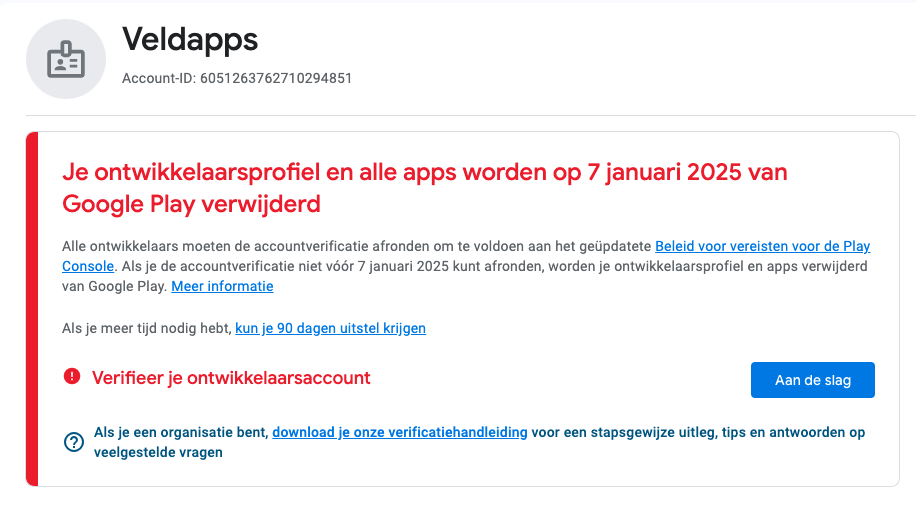 Veldapps
Account-ID: 6051263762710294851
Je ontwikkelaarsprofiel en alle apps worden op 7 januari 2025 van
Google Play verwijderd
Alle ontwikkelaars moeten de accountverificatie afronden om te voldoen aan het geüpdatete Beleid voor vereisten voor de Play
Console. Als je de accountverificatie niet vóór 7 januari 2025 kunt afronden, worden je ontwikkelaarsprofiel en apps verwijderd
van Google Play. Meer informatie
Als je meer tijd nodig hebt, kun je 90 dagen uitstel krijgen
Verifieer je ontwikkelaarsaccount
Aan de slag
Als je een organisatie bent, download je onze verificatiehandleiding voor een stapsgewijze uitleg, tips en antwoorden op
veelgestelde vragen